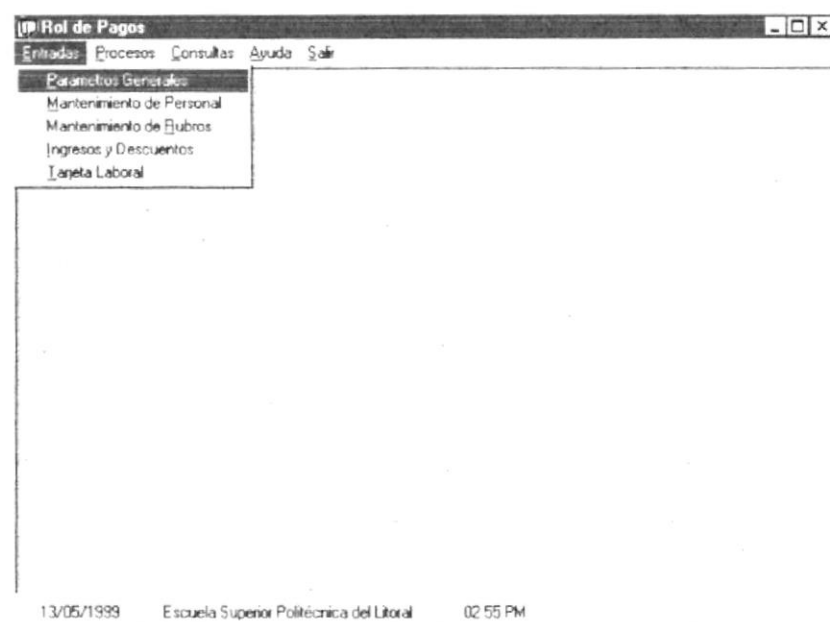 Rol de Pagos
Entradas Procesos Consultas Ayuda Salir
Parametros Generales
Mantenimiento de Personal
Mantenimiento de Rubros
Ingresos y Descuentos
Tarjeta Laboral
13/05/1999 Escuela Superior Politécnica del Litoral 02:55 PM